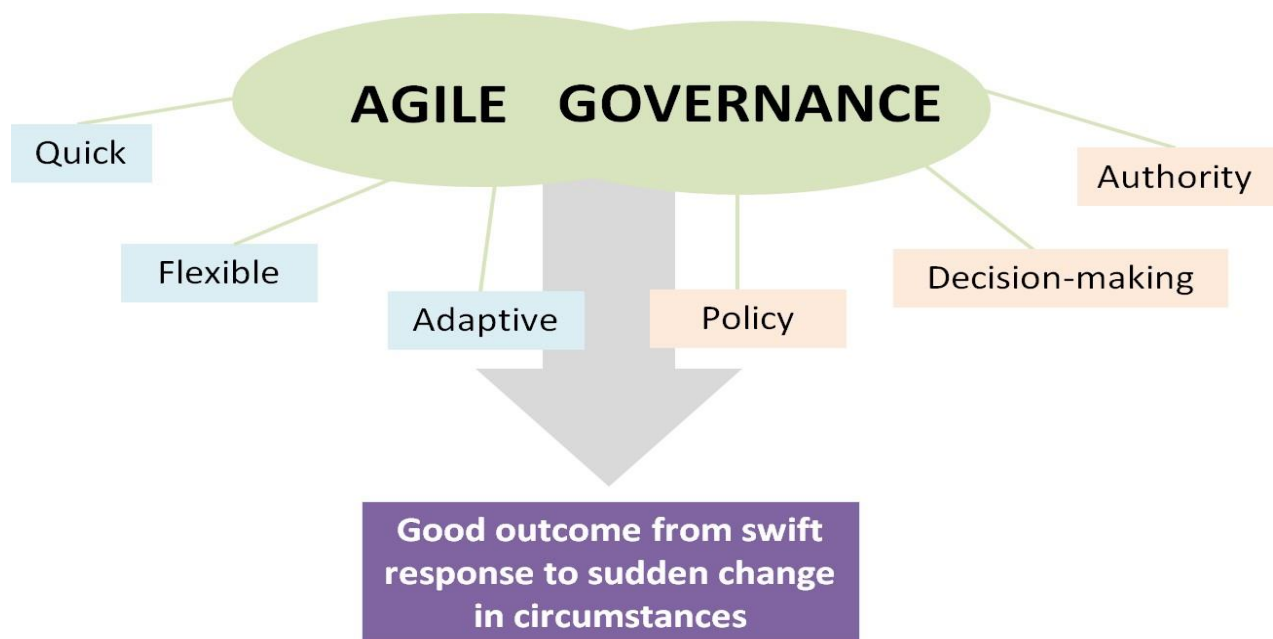 AGILE GOVERNANCE
Quick
Authority
Flexible
Decision-making
Adaptive
Policy
Good outcome from swift
response to sudden change
in circumstances